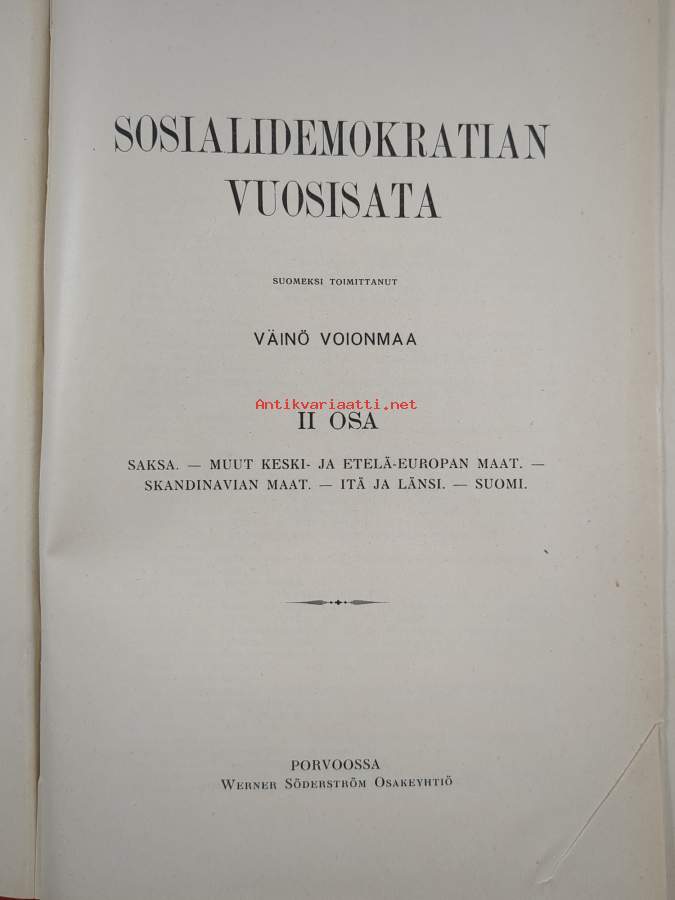 SOSIALIDEMOKRATIAN
VUOSISATA
SUOMEKSI TOIMITTANUT
VÄINÖ VOIONMAA
Antikvariaatti.net
II OSA
SAKSA. — MUUT KESKI- JA ETELÄ-EUROPAN MAAT. —
SKANDINAVIAN MAAT. — ITÄ JA LÄNSI. — SUOMI.
PORVOOSSA
WERNER SÖDERSTRÖM OSAKEYHTIÖ